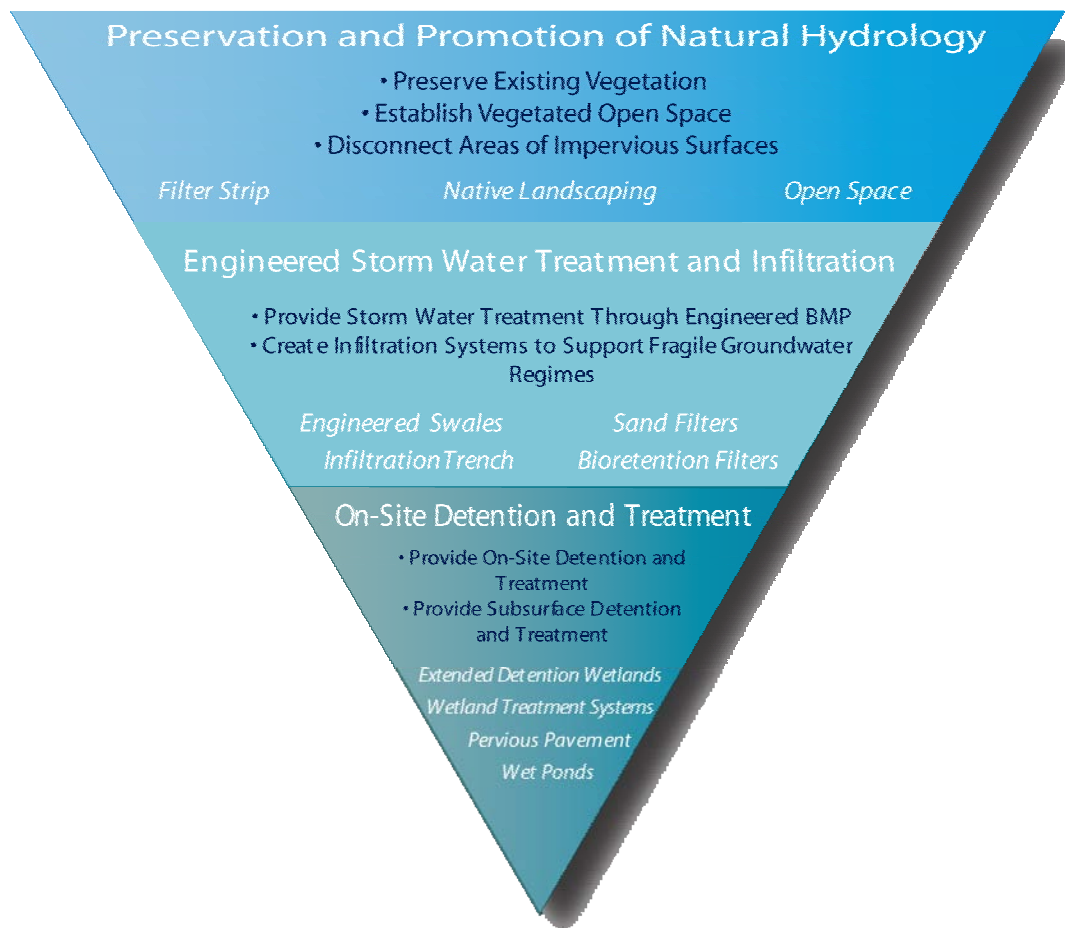 Preservation and Promotion of Natural Hydrology
• Preserve Existing Vegetation
• Establish Vegetated Open Space
• Disconnect Areas of Impervious Surfaces
Filter Strip Native Landscaping Open Space
Engineered Storm Water Treatment and Infiltration
• Provide Storm Water Treatment Through Engineered BMP
• Create Infiltration Systems to Support Fragile Groundwater
Regimes
Engineered Swales Sand Filters
Infiltration Trench Bioretention Filters
On-Site Detention and Treatment
• Provide On-Site Detention and
Treatment
• Provide Subsurface Detention
and Treatment
Extended Detention Wetlands
Wetland Treatment Systems
Pervious Pavement
Wet Ponds